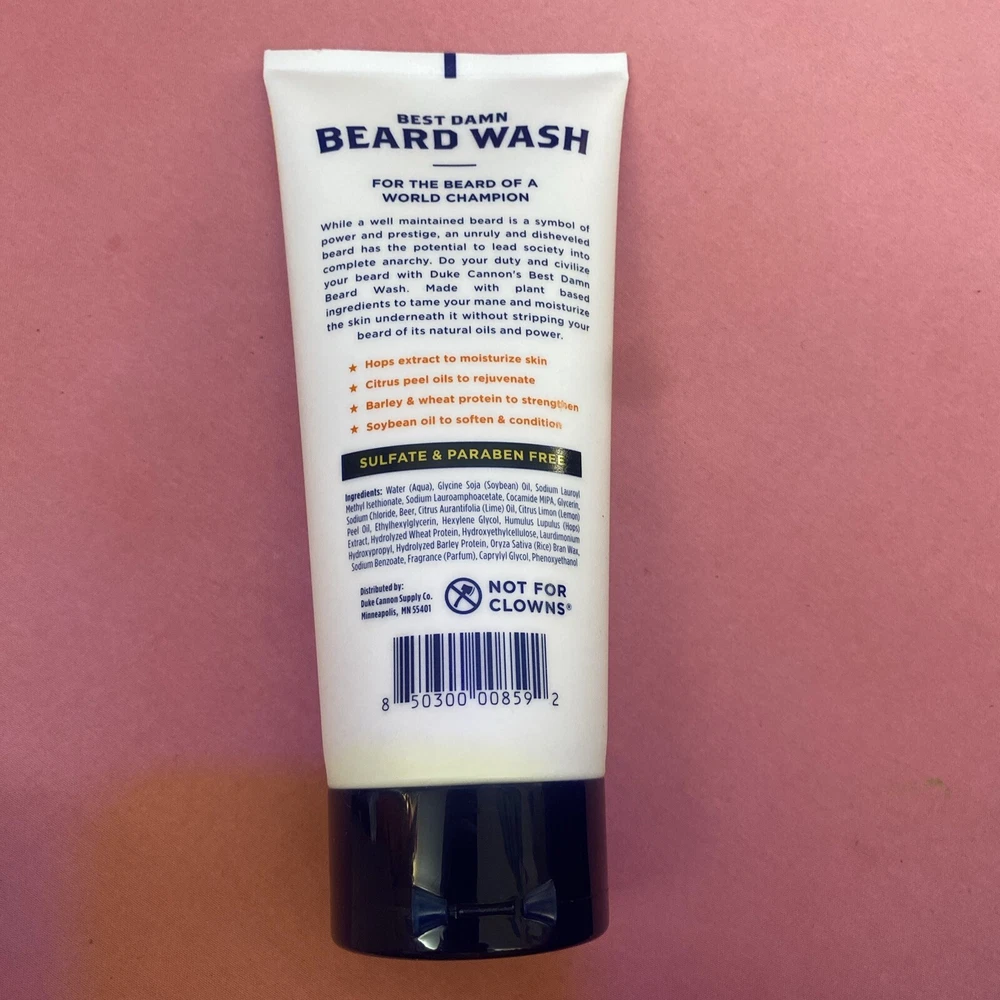 BEST DAMN
BEARD WASH
FOR THE BEARD OF A
WORLD CHAMPION
While a well maintained beard is a symbol of
power and prestige, an unruly and disheveled
beard has the potential to lead society into
complete anarchy. Do your duty and civilize
your beard with Duke Cannon's Best Damn
Beard Wash. Made with plant based
ingredients to tame your mane and moisturize
the skin underneath it without stripping your
beard of its natural oils and power.
★ Hops extract to moisturize skin
★ Citrus peel oils to rejuvenate
★ Barley & wheat protein to strengthen
★ Soybean oil to soften & condition
SULFATE & PARABEN FREE
Ingredients: Water (Aqua), Glycine Soja (Soybean) Oil, Sodium Lauroyl
Methyl Isethionate, Sodium Lauroamphoacetate, Cocamide MIPA, Glycerin,
Sodium Chloride, Beer, Citrus Aurantifolia (Lime) Oil, Citrus Limon (Lemon)
Peel Oil, Ethylhexylglycerin, Hexylene Glycol, Humulus Lupulus (Hops)
Extract, Hydrolyzed Wheat Protein, Hydroxyethylcellulose, Laurdimonium
Hydroxypropyl, Hydrolyzed Barley Protein, Oryza Sativa (Rice) Bran Wax,
Sodium Benzoate, Fragrance (Parfum), Caprylyl Glycol, Phenoxyethanol
Distributed by:
Duke Cannon Supply Co.
Minneapolis, MN 55401
NOT FOR
CLOWNS®
8 50300 00859 2